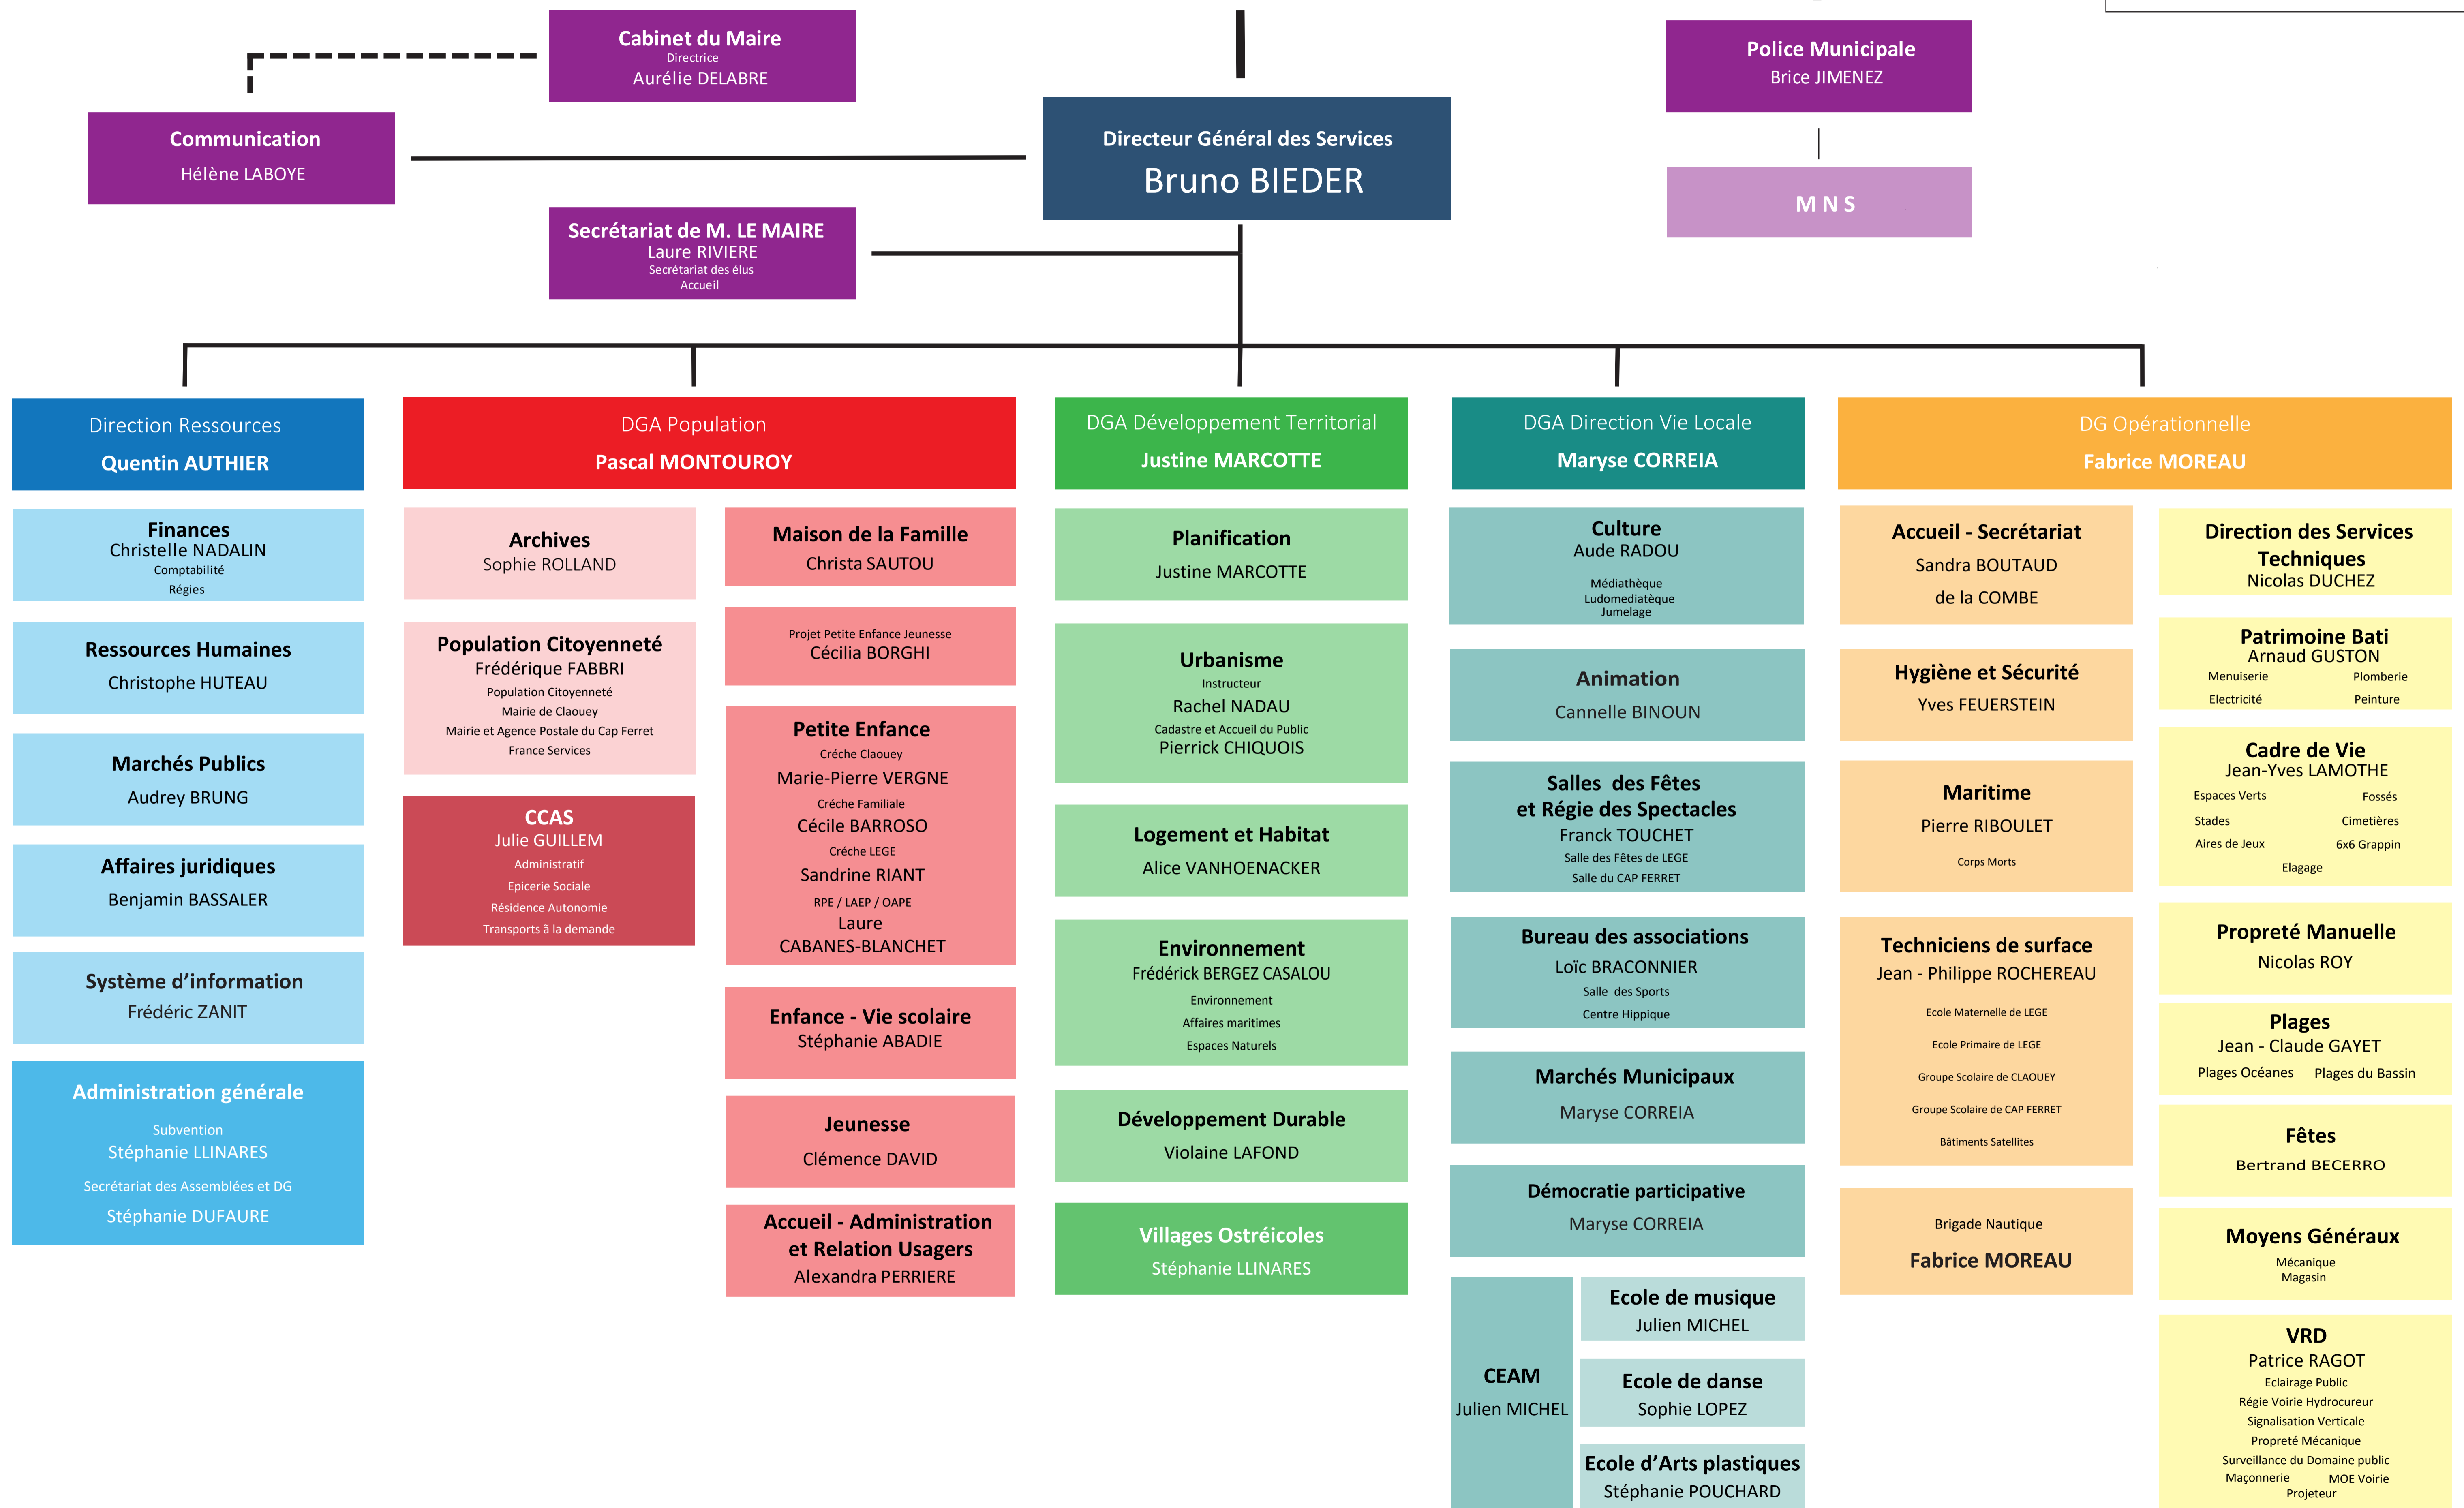 Cabinet du Maire
Directrice
Aurélie DELABRE
Police Municipale
Brice JIMENEZ
Communication
Hélène LABOYE
Directeur Général des Services
Bruno BIEDER
M N S
Secrétariat de M. LE MAIRE
Laure RIVIERE
Secrétariat des élus
Accueil
Direction Ressources
Quentin AUTHIER
Finances
Christelle NADALIN
Comptabilité
Régies
Ressources Humaines
Christophe HUTEAU
Marchés Publics
Audrey BRUNG
Affaires juridiques
Benjamin BASSALER
Système d’information
Frédéric ZANIT
Administration générale
Subvention
Stéphanie LLINARES
Secrétariat des Assemblées et DG
Stéphanie DUFAURE
DGA Population
Pascal MONTOUROY
Archives
Sophie ROLLAND
Population Citoyenneté
Frédérique FABBRI
Population Citoyenneté
Mairie de Claouey
Mairie et Agence Postale du Cap Ferret
France Services
CCAS
Julie GUILLEM
Administratif
Epicerie Sociale
Résidence Autonomie
Transports ã la demande
Maison de la Famille
Christa SAUTOU
Projet Petite Enfance Jeunesse
Cécilia BORGHI
Petite Enfance
Créche Claouey
Marie-Pierre VERGNE
Créche Familiale
Cécile BARROSO
Créche LEGE
Sandrine RIANT
RPE / LAEP / OAPE
Laure
CABANES-BLANCHET
Enfance - Vie scolaire
Stéphanie ABADIE
Jeunesse
Clémence DAVID
Accueil - Administration
et Relation Usagers
Alexandra PERRIERE
DGA Développement Territorial
Justine MARCOTTE
Planification
Justine MARCOTTE
Urbanisme
Instructeur
Rachel NADAU
Cadastre et Accueil du Public
Pierrick CHIQUOIS
Logement et Habitat
Alice VANHOENACKER
Environnement
Frédérick BERGEZ CASALOU
Environnement
Affaires maritimes
Espaces Naturels
Développement Durable
Violaine LAFOND
Villages Ostréicoles
Stéphanie LLINARES
DGA Direction Vie Locale
Maryse CORREIA
Culture
Aude RADOU
Médiathèque
Ludomediatèque
Jumelage
Animation
Cannelle BINOUN
Salles des Fêtes
et Régie des Spectacles
Franck TOUCHET
Salle des Fêtes de LEGE
Salle du CAP FERRET
Bureau des associations
Loïc BRACONNIER
Salle des Sports
Centre Hippique
Marchés Municipaux
Maryse CORREIA
Démocratie participative
Maryse CORREIA
CEAM
Julien MICHEL
Ecole de musique
Julien MICHEL
Ecole de danse
Sophie LOPEZ
Ecole d’Arts plastiques
Stéphanie POUCHARD
DG Opérationnelle
Fabrice MOREAU
Accueil - Secrétariat
Sandra BOUTAUD
de la COMBE
Hygiène et Sécurité
Yves FEUERSTEIN
Maritime
Pierre RIBOULET
Corps Morts
Techniciens de surface
Jean - Philippe ROCHEREAU
Ecole Maternelle de LEGE
Ecole Primaire de LEGE
Groupe Scolaire de CLAOUEY
Groupe Scolaire de CAP FERRET
Bâtiments Satellites
Brigade Nautique
Fabrice MOREAU
Direction des Services
Techniques
Nicolas DUCHEZ
Patrimoine Bati
Arnaud GUSTON
Menuiserie Plomberie
Electricité Peinture
Cadre de Vie
Jean-Yves LAMOTHE
Espaces Verts Fossés
Stades Cimetières
Aires de Jeux 6x6 Grappin
Elagage
Propreté Manuelle
Nicolas ROY
Plages
Jean - Claude GAYET
Plages Océanes Plages du Bassin
Fêtes
Bertrand BECERRO
Moyens Généraux
Mécanique
Magasin
VRD
Patrice RAGOT
Eclairage Public
Régie Voirie Hydrocureur
Signalisation Verticale
Propreté Mécanique
Surveillance du Domaine public
Maçonnerie MOE Voirie
Projeteur